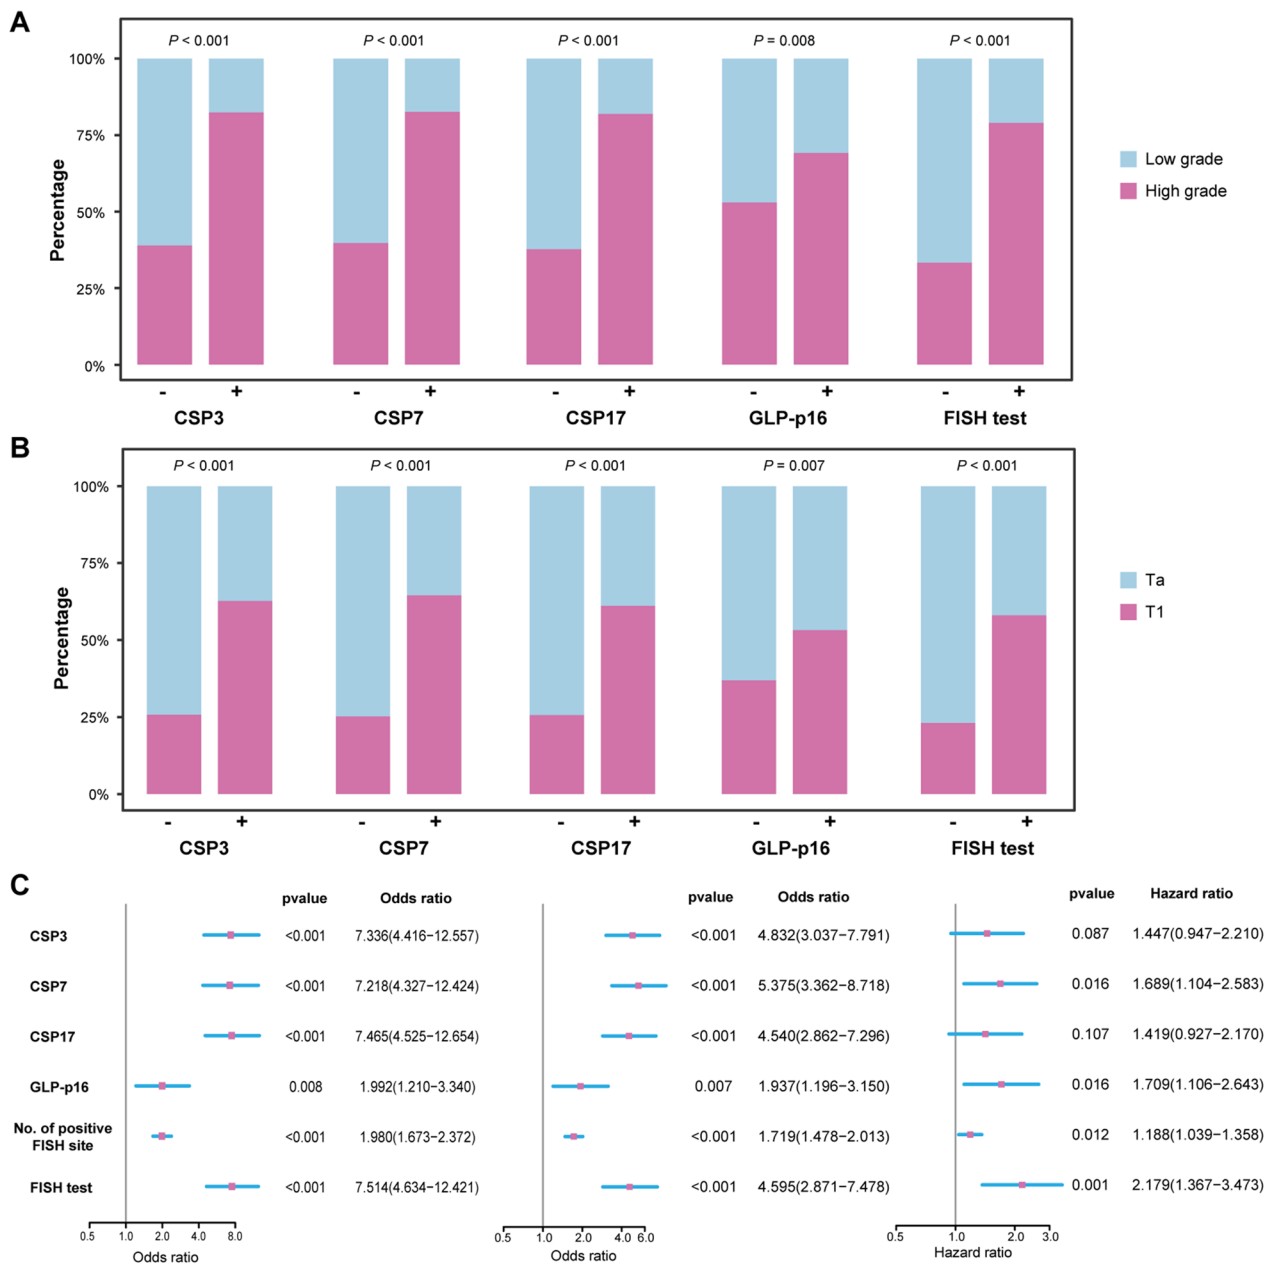 A
P < 0.001 P < 0.001 P < 0.001 P = 0.008 P < 0.001
100%
75%
50%
25%
0%
Percentage
Low grade
High grade
- + - + - + - + - +
CSP3 CSP7 CSP17 GLP-p16 FISH test
B
P < 0.001 P < 0.001 P < 0.001 P = 0.007 P < 0.001
100%
75%
50%
25%
0%
Percentage
Ta
T1
- + - + - + - + - +
CSP3 CSP7 CSP17 GLP-p16 FISH test
C
pvalue Odds ratio pvalue Odds ratio pvalue Hazard ratio
CSP3 <0.001 7.336(4.416−12.557) <0.001 4.832(3.037−7.791) 0.087 1.447(0.947−2.210)
CSP7 <0.001 7.218(4.327−12.424) <0.001 5.375(3.362−8.718) 0.016 1.689(1.104−2.583)
CSP17 <0.001 7.465(4.525−12.654) <0.001 4.540(2.862−7.296) 0.107 1.419(0.927−2.170)
GLP-p16 0.008 1.992(1.210−3.340) 0.007 1.937(1.196−3.150) 0.016 1.709(1.106−2.643)
No. of positive
FISH site <0.001 1.980(1.673−2.372) <0.001 1.719(1.478−2.013) 0.012 1.188(1.039−1.358)
FISH test <0.001 7.514(4.634−12.421) <0.001 4.595(2.871−7.478) 0.001 2.179(1.367−3.473)
0.5 1.0 2.0 4.0 8.0 0.5 1.0 2.0 4.0 6.0 0.5 1.0 2.0 3.0
Odds ratio Odds ratio Hazard ratio